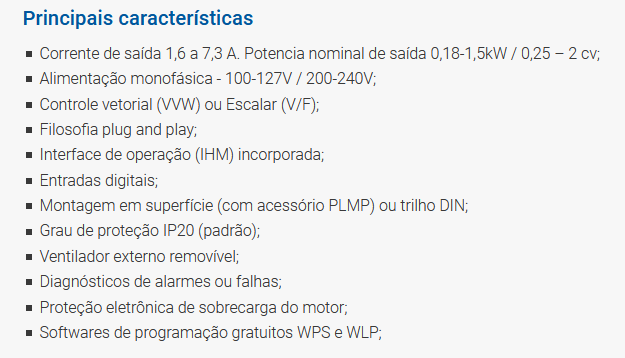 Principais características
Corrente de saída 1,6 a 7,3 A. Potencia nominal de saída 0,18-1,5kW / 0,25 – 2 cv;
Alimentação monofásica - 100-127V / 200-240V;
Controle vetorial (VVW) ou Escalar (V/F);
Filosofia plug and play;
Interface de operação (IHM) incorporada;
Entradas digitais;
Montagem em superfície (com acessório PLMP) ou trilho DIN;
Grau de proteção IP20 (padrão);
Ventilador externo removível;
Diagnósticos de alarmes ou falhas;
Proteção eletrônica de sobrecarga do motor;
Softwares de programação gratuitos WPS e WLP;